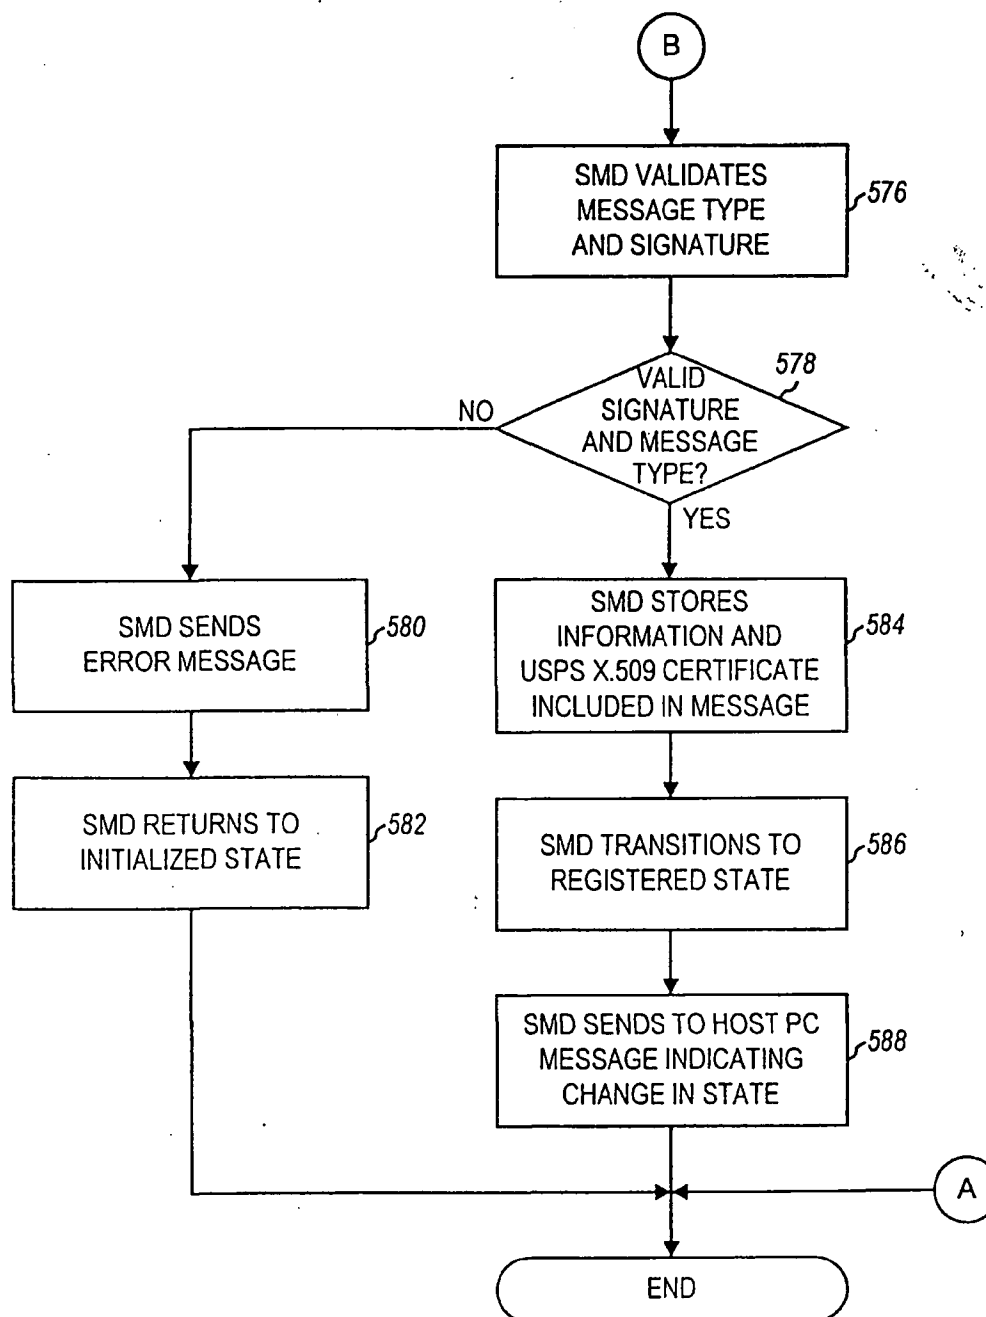 B
SMD VALIDATES
MESSAGE TYPE
AND SIGNATURE
576
578
VALID
SIGNATURE
AND MESSAGE
TYPE?
NO
YES
SMD SENDS
ERROR MESSAGE
580
SMD STORES
INFORMATION AND
USPS X.509 CERTIFICATE
INCLUDED IN MESSAGE
584
SMD RETURNS TO
INITIALIZED STATE
582
SMD TRANSITIONS TO
REGISTERED STATE
586
SMD SENDS TO HOST PC
MESSAGE INDICATING
CHANGE IN STATE
588
A
END